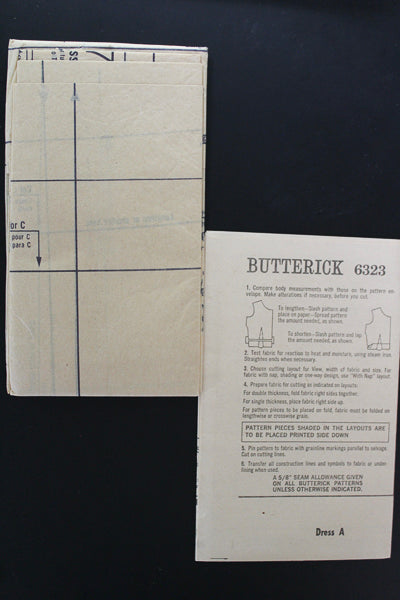 or C
pour C
para C
BUTTERICK 6323
1. Compare body measurements with those on the pattern en-
velope. Make alterations if necessary, before you cut.
To lengthen—Slash pattern and
place on paper—Spread pattern
the amount needed, as shown.
To shorten—Slash pattern and lap
the amount needed, as shown.
2. Test fabric for reaction to heat and moisture, using steam iron.
Straighten ends when necessary.
3. Choose cutting layout for View, width of fabric and size. For
fabric with nap, shading or one-way design, use "With Nap" layout.
4. Prepare fabric for cutting as indicated on layouts:
For double thickness, fold fabric right sides together.
For single thickness, place fabric right side up.
For pattern pieces to be placed on fold, fabric must be folded on
lengthwise or crosswise grain.
PATTERN PIECES SHADED IN THE LAYOUTS ARE
TO BE PLACED PRINTED SIDE DOWN
5. Pin pattern to fabric with grainline markings parallel to selvage.
Cut on cutting lines.
6. Transfer all construction lines and symbols to fabric or under-
lining when used.
A 5/8" SEAM ALLOWANCE GIVEN
ON ALL BUTTERICK PATTERNS
UNLESS OTHERWISE INDICATED.
Dress A